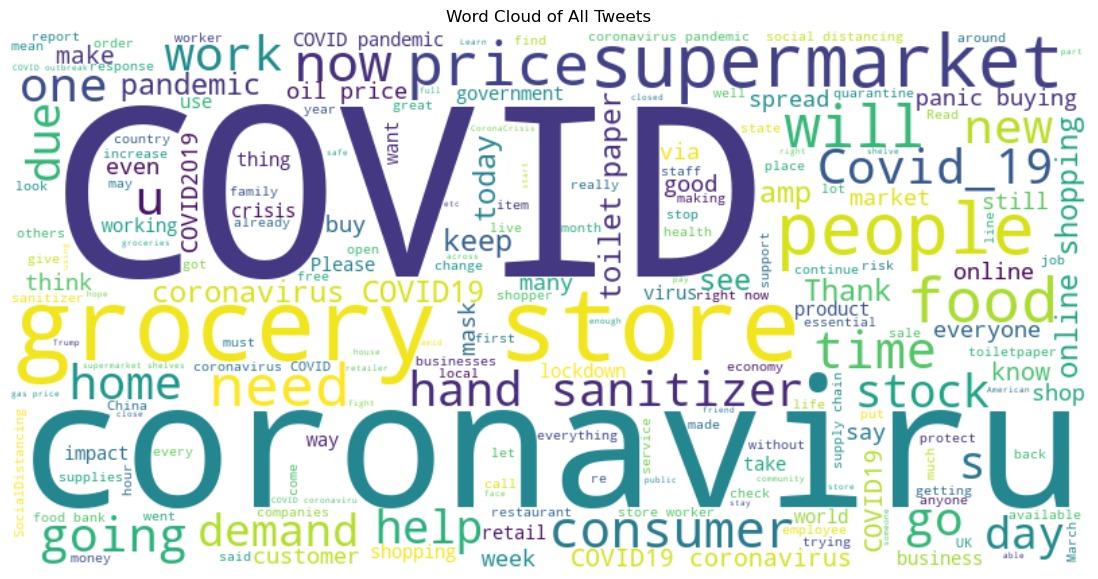 Word Cloud of All Tweets
report
order
worker
mean
make
COVID outbreak
response
work
COVID pandemic
now
price
Learn
find
coronavirus pandemic
social distancing
supermarket
around
part
one
pandemic
oil price
full
government
well
quarantine
use
year
great
closed
spread
panic buying
due
COVID
country
increase
even
may
look
thing
family
crisis
already
want
CoronaCrisis
safe
start
today
really
toilet paper
via
staff
good
making
stop
health
state
right
shelve
Read
will
new
place
Covid_19
amp
lot
market
still
online shopping
u
COVID2019
working
others
groceries
buy
etc
item
live
month
people
line
got
open
Please
keep
across
change
free
many
see
support
continue
risk
online
job
give
using
think
sanitizer
hope
coronavirus COVID19
shopper
virus
pay
right now
Thank
food
product
essential
grocery store
mask
first
enough
sale
everyone
Trump
must
house
amid
time
toiletpaper
supermarket shelves
coronavirus COVID
retailer
businesses
local
lockdown
economy
know
gas price
home
need
fight
hand sanitizer
stock
American
shop
China
close
life
put
supply chain
coronaviru
friend
made
SocialDistancing
impact
every
way
everything
without
say
protect
back
supplies
hour
come
let
re
service
take
much
s
call
face
public
community
check
getting
anyone
COVID coronaviru
stay
store
food bank
went
companies
restaurant
store worker
world
employee
COVID19
someone
available
going
demand
help
retail
consumer
trying
go
UK
day
March
money
said
customer
shopping
week
COVID19 coronavirus
business
able